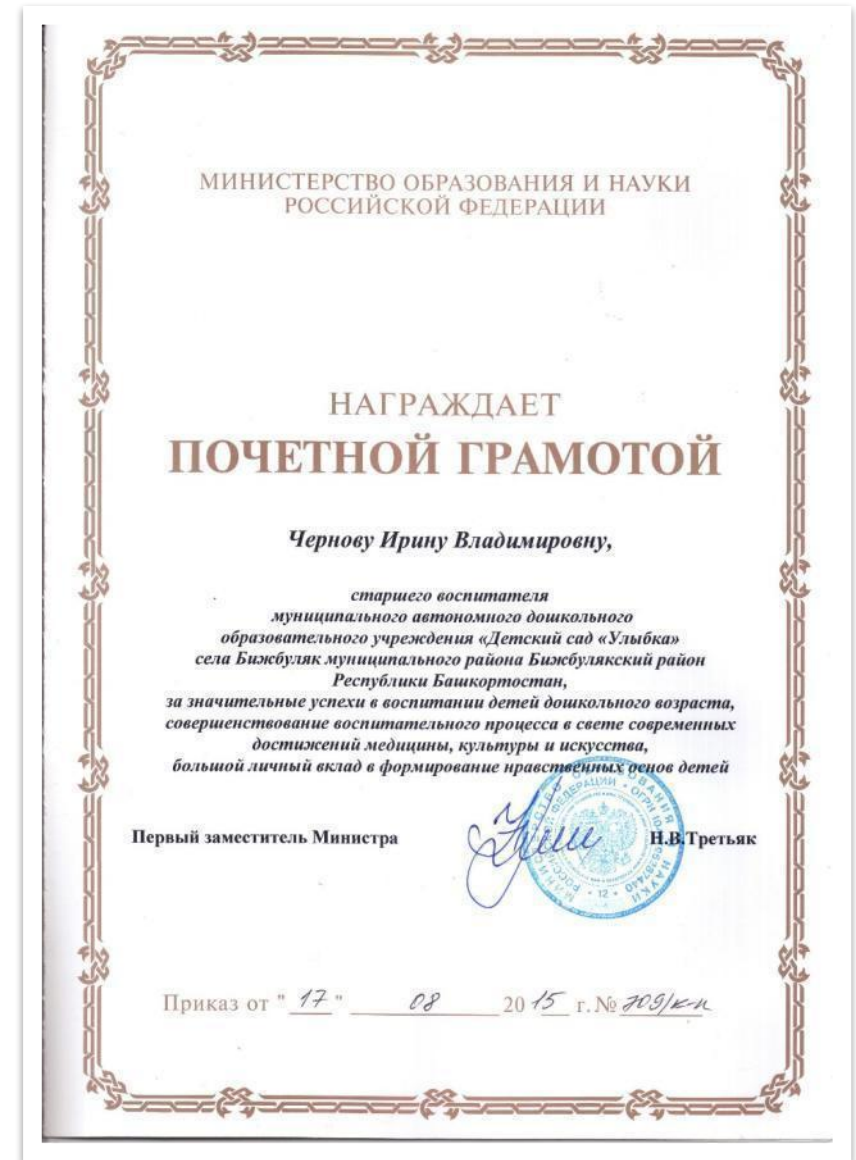 МИНИСТЕРСТВО ОБРАЗОВАНИЯ И НАУКИ
РОССИЙСКОЙ ФЕДЕРАЦИИ
НАГРАЖДАЕТ
ПОЧЕТНОЙ ГРАМОТОЙ
Чернову Ирину Владимировну,
старшего воспитателя
муниципального автономного дошкольного
образовательного учреждения «Детский сад «Улыбка»
села Бижбуляк муниципального района Бижбулякский район
Республики Башкортостан,
за значительные успехи в воспитании детей дошкольного возраста,
совершенствование воспитательного процесса в свете современных
достижений медицины, культуры и искусства,
большой личный вклад в формирование нравственных основ детей
Первый заместитель Министра Н.В.Третьяк
Приказ от "17" 08 2015 г. № 709/к-н